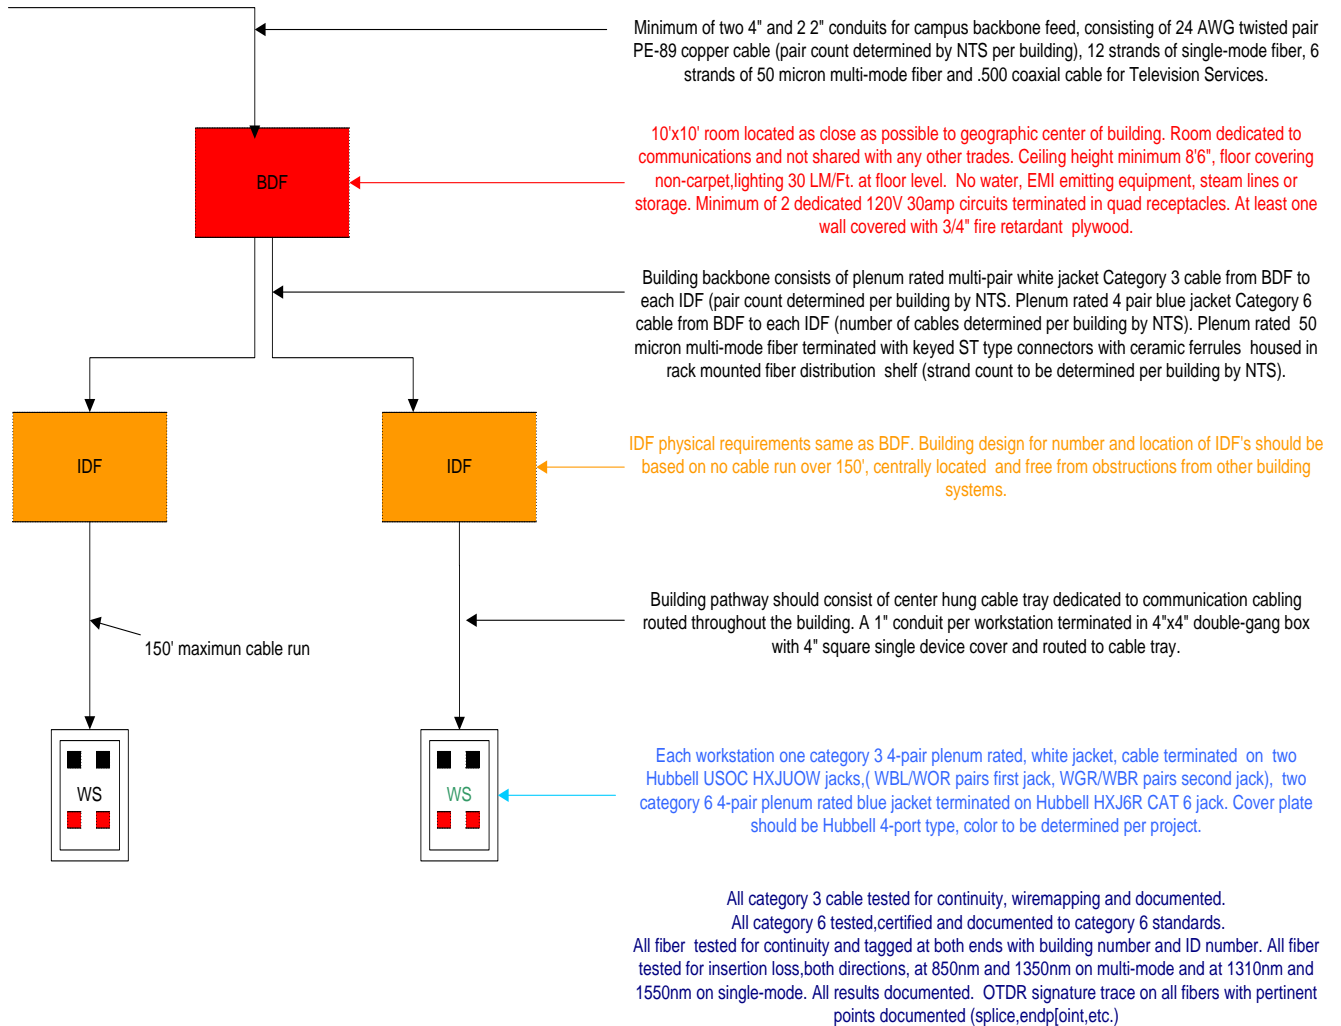 Minimum of two 4" and 2 2" conduits for campus backbone feed, consisting of 24 AWG twisted pair
PE-89 copper cable (pair count determined by NTS per building), 12 strands of single-mode fiber, 6
strands of 50 micron multi-mode fiber and .500 coaxial cable for Television Services.
BDF
10'x10' room located as close as possible to geographic center of building. Room dedicated to
communications and not shared with any other trades. Ceiling height minimum 8'6", floor covering
non-carpet,lighting 30 LM/Ft. at floor level. No water, EMI emitting equipment, steam lines or
storage. Minimum of 2 dedicated 120V 30amp circuits terminated in quad receptacles. At least one
wall covered with 3/4" fire retardant plywood.
Building backbone consists of plenum rated multi-pair white jacket Category 3 cable from BDF to
each IDF (pair count determined per building by NTS. Plenum rated 4 pair blue jacket Category 6
cable from BDF to each IDF (number of cables determined per building by NTS). Plenum rated 50
micron multi-mode fiber terminated with keyed ST type connectors with ceramic ferrules housed in
rack mounted fiber distribution shelf (strand count to be determined per building by NTS).
IDF
IDF
IDF physical requirements same as BDF. Building design for number and location of IDF's should be
based on no cable run over 150', centrally located and free from obstructions from other building
systems.
Building pathway should consist of center hung cable tray dedicated to communication cabling
routed throughout the building. A 1" conduit per workstation terminated in 4"x4" double-gang box
with 4" square single device cover and routed to cable tray.
150' maximun cable run
WS
WS
Each workstation one category 3 4-pair plenum rated, white jacket, cable terminated on two
Hubbell USOC HXJUOW jacks,( WBL/WOR pairs first jack, WGR/WBR pairs second jack), two
category 6 4-pair plenum rated blue jacket terminated on Hubbell HXJ6R CAT 6 jack. Cover plate
should be Hubbell 4-port type, color to be determined per project.
All category 3 cable tested for continuity, wiremapping and documented.
All category 6 tested,certified and documented to category 6 standards.
All fiber tested for continuity and tagged at both ends with building number and ID number. All fiber
tested for insertion loss,both directions, at 850nm and 1350nm on multi-mode and at 1310nm and
1550nm on single-mode. All results documented. OTDR signature trace on all fibers with pertinent
points documented (splice,endp[oint,etc.)